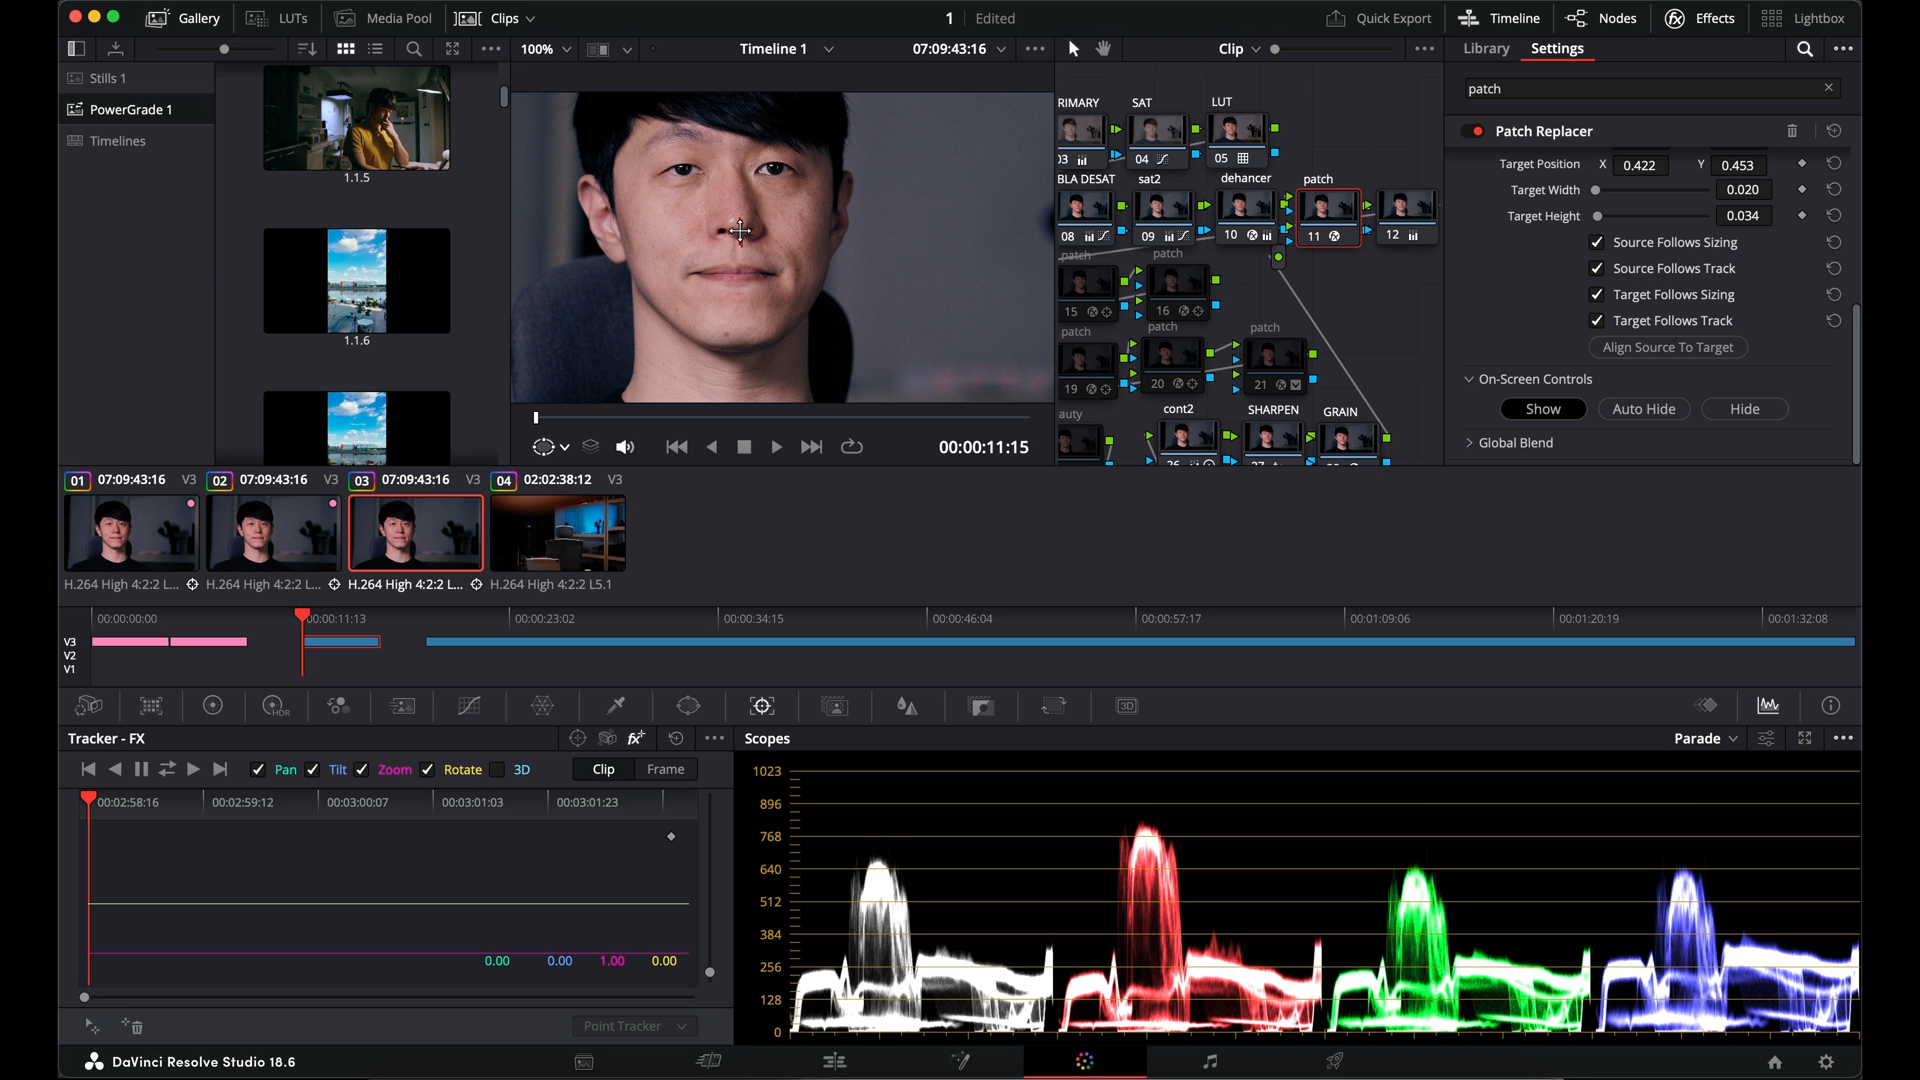 Gallery LUTs Media Pool Clips 1 Edited Quick Export Timeline Nodes Effects Lightbox
100% Timeline 1 07:09:43:16 Clip Library Settings
Stills 1
PowerGrade 1
Timelines
1.1.5
1.1.6
00:00:11:15
RIMARY SAT LUT
03 04 05
BLA DESAT sat2 dehancer patch
08 09 10 11 12
patch patch
15 16
patch patch patch
19 20 21
auty cont2 SHARPEN GRAIN
patch
Patch Replacer
Target Position X 0.422 Y 0.453
Target Width 0.020
Target Height 0.034
Source Follows Sizing
Source Follows Track
Target Follows Sizing
Target Follows Track
Align Source To Target
On-Screen Controls
Show Auto Hide Hide
Global Blend
01 07:09:43:16 V3 02 07:09:43:16 V3 03 07:09:43:16 V3 04 02:02:38:12 V3
H.264 High 4:2:2 L... H.264 High 4:2:2 L... H.264 High 4:2:2 L... H.264 High 4:2:2 L5.1
00:00:00:00 00:00:11:13 00:00:23:02 00:00:34:15 00:00:46:04 00:00:57:17 00:01:09:06 00:01:20:19 00:01:32:08
V3
V2
V1
HDR 3D
Tracker - FX
Pan Tilt Zoom Rotate 3D Clip Frame
00:02:58:16 00:02:59:12 00:03:00:07 00:03:01:03 00:03:01:23
0.00 0.00 1.00 0.00
Point Tracker
Scopes Parade
1023
896
768
640
512
384
256
128
0
DaVinci Resolve Studio 18.6